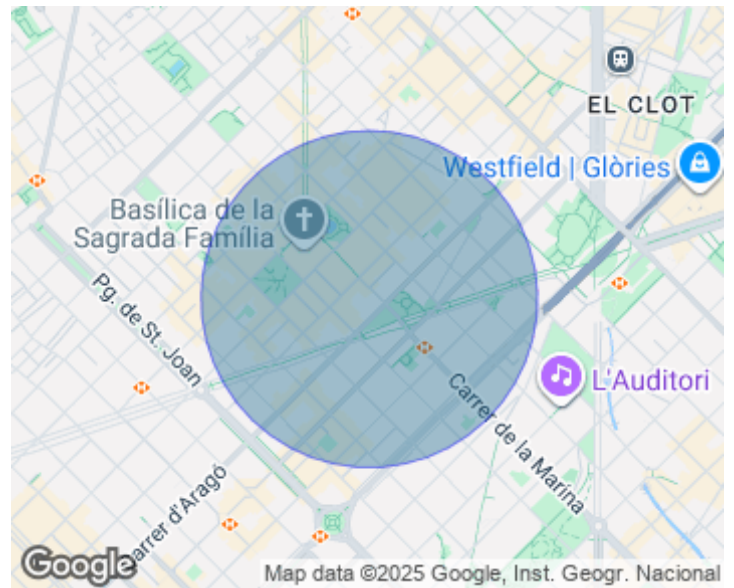 EL CLOT
Westfield | Glòries
Basílica de la
Sagrada Família
Pg. de St. Joan
L'Auditori
Carrer de la Marina
Carrer d'Aragó
Google
Map data ©2025 Google, Inst. Geogr. Nacional